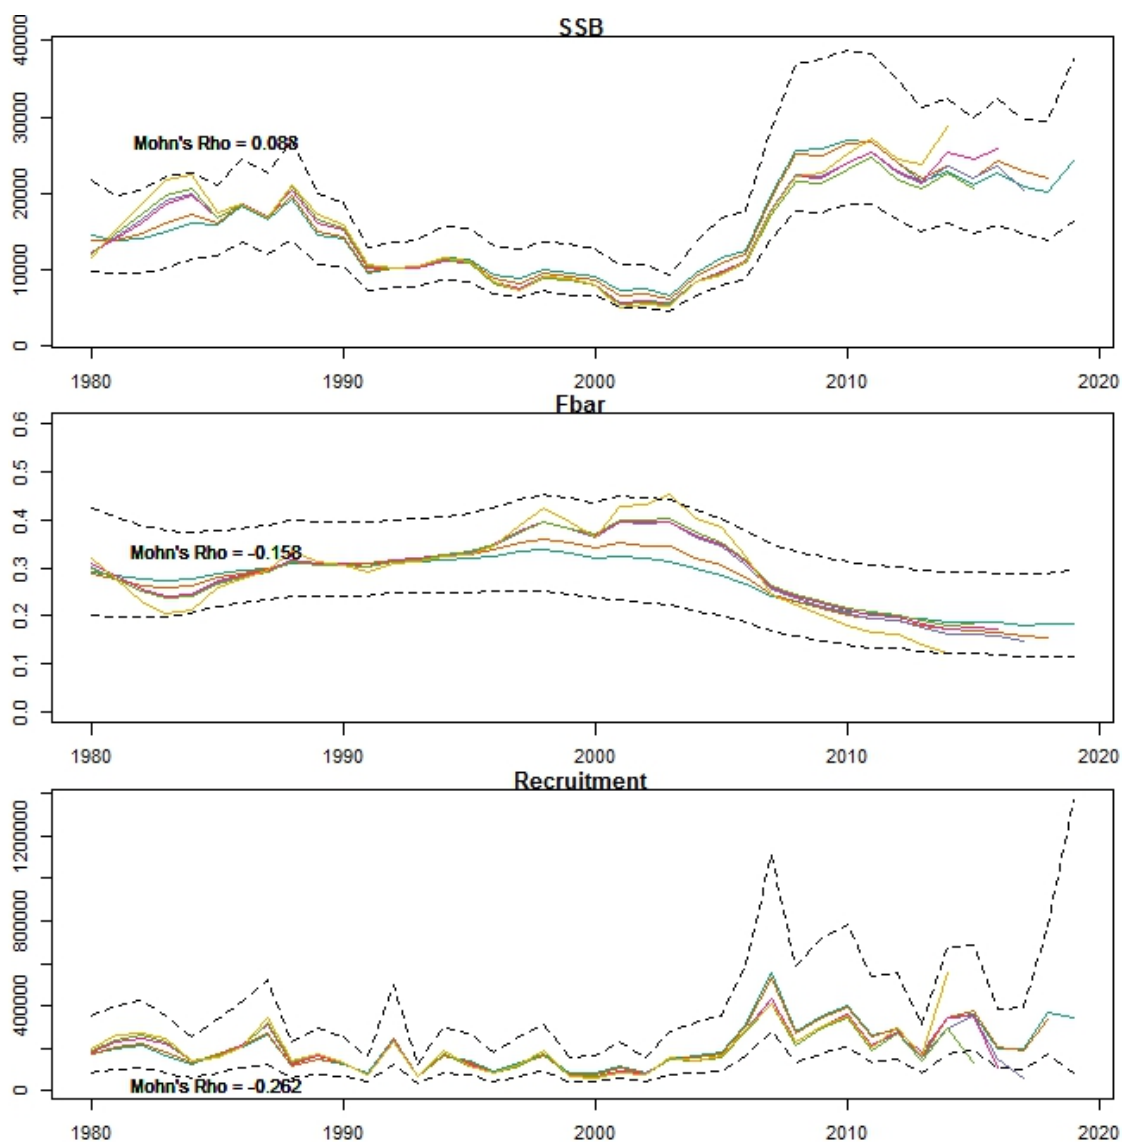 SSB
40000
30000
20000
10000
0
Mohn's Rho = 0.088
1980 1990 2000 2010 2020
Fbar
0.6
0.5
0.4
0.3
0.2
0.1
0.0
Mohn's Rho = -0.158
1980 1990 2000 2010 2020
Recruitment
1200000
800000
400000
0
Mohn's Rho = -0.262
1980 1990 2000 2010 2020